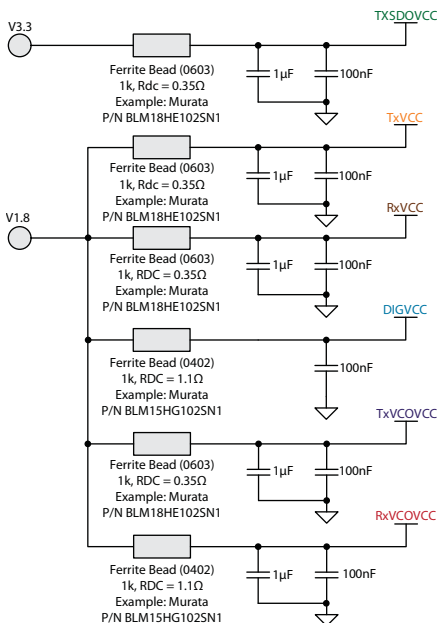 TXSDOVCC
V3.3
Ferrite Bead (0603)
1k, Rdc = 0.35Ω
Example: Murata
P/N BLM18HE102SN1
1µF
100nF
TxVCC
Ferrite Bead (0603)
1k, Rdc = 0.35Ω
Example: Murata
P/N BLM18HE102SN1
1µF
100nF
RxVCC
V1.8
Ferrite Bead (0603)
1k, RDC = 0.35Ω
Example: Murata
P/N BLM18HE102SN1
1µF
100nF
DIGVCC
Ferrite Bead (0402)
1k, RDC = 1.1Ω
Example: Murata
P/N BLM15HG102SN1
100nF
TxVCOVCC
Ferrite Bead (0603)
1k, RDC = 0.35Ω
Example: Murata
P/N BLM18HE102SN1
1µF
100nF
RxVCOVCC
Ferrite Bead (0402)
1k, RDC = 1.1Ω
Example: Murata
P/N BLM15HG102SN1
1µF
100nF